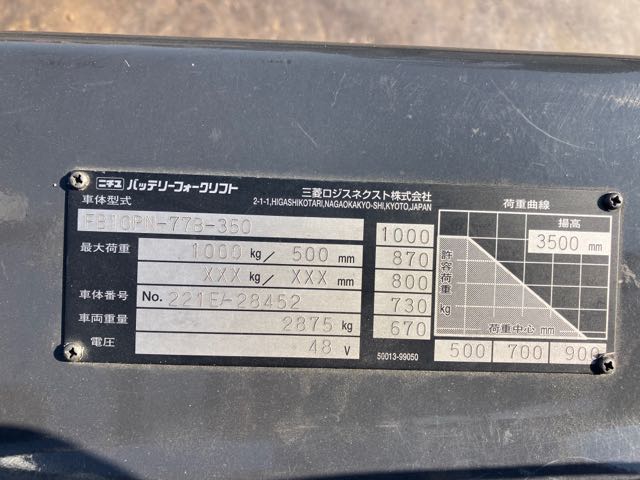 ニチユ バッテリーフォークリフト
三菱ロジスネクスト株式会社
2-1-1,HIGASHIKOTARI,NAGAOKAKYO-SHI,KYOTO,JAPAN
車体型式
FB10PN-77B-350
最大荷重
1000 kg/ 500 mm
XXX kg/ XXX mm
車体番号 No. 221E-28452
車両重量 2875 kg
電圧 48 V
荷重曲線
揚高
3500 mm
1000
870
800
730
670
許容荷重 kg
荷重中心 mm
500 700 900
50013-99050